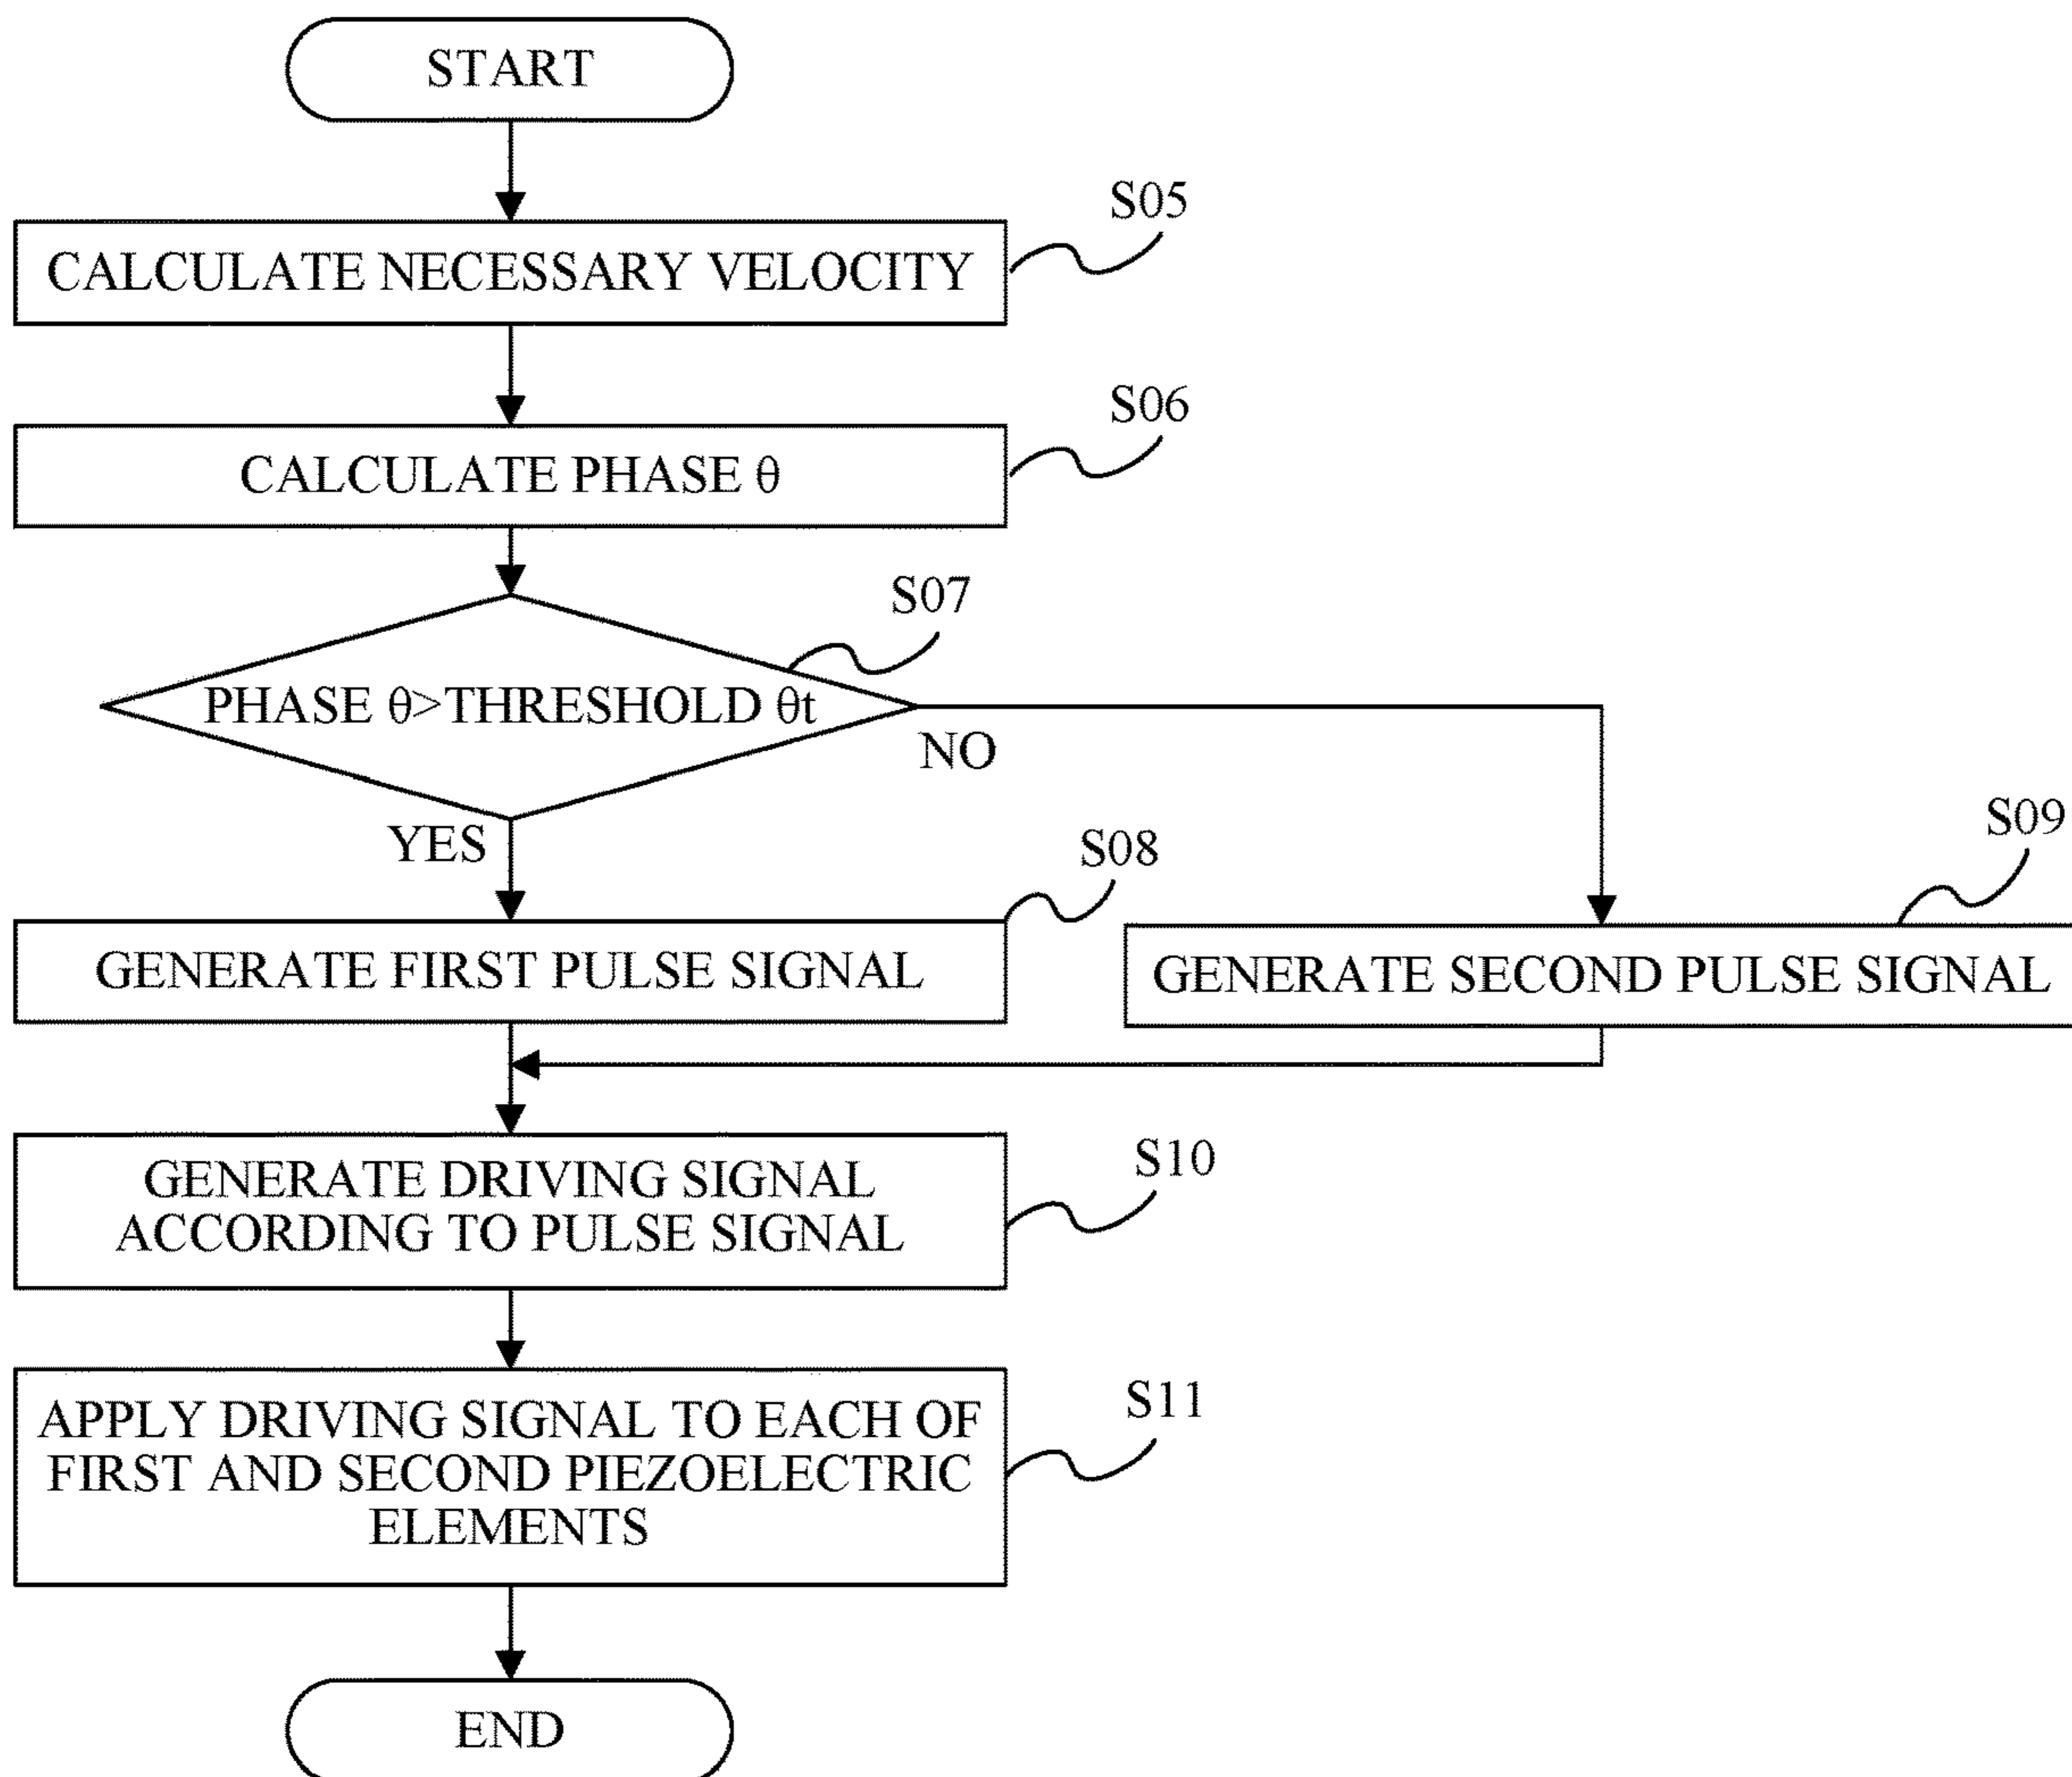 START
S05
CALCULATE NECESSARY VELOCITY
S06
CALCULATE PHASE θ
S07
PHASE θ>THRESHOLD θt
NO
YES
S08
S09
GENERATE FIRST PULSE SIGNAL
GENERATE SECOND PULSE SIGNAL
S10
GENERATE DRIVING SIGNAL
ACCORDING TO PULSE SIGNAL
S11
APPLY DRIVING SIGNAL TO EACH OF
FIRST AND SECOND PIEZOELECTRIC
ELEMENTS
END